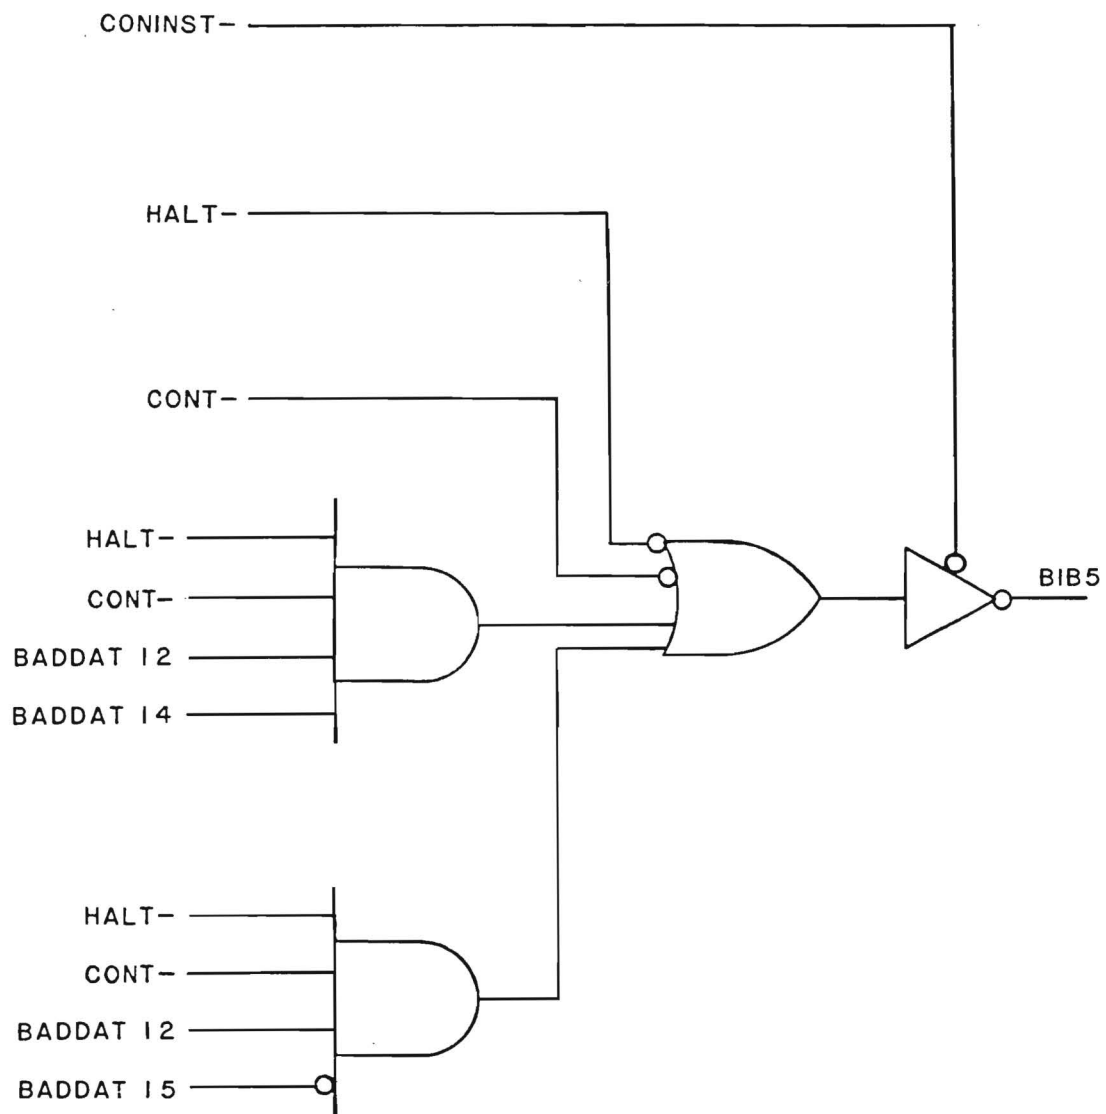 CONINST-
HALT-
CONT-
HALT-
CONT-
BADDAT 12
BADDAT 14
BIB5
HALT-
CONT-
BADDAT 12
BADDAT 15